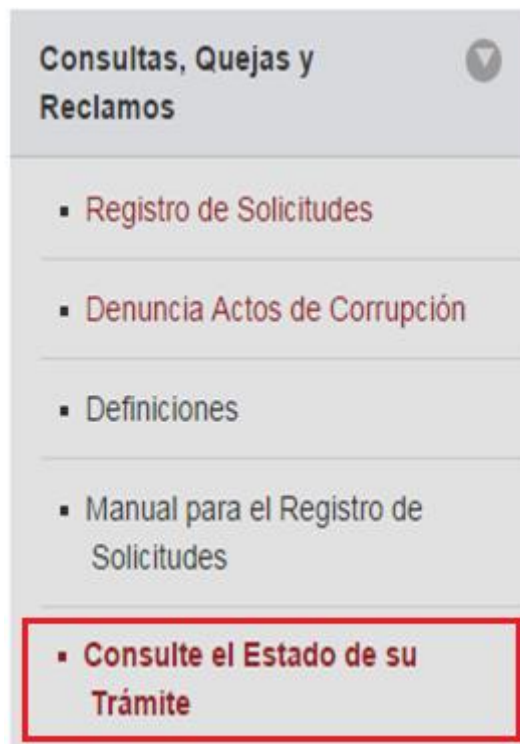 Consultas, Quejas y
Reclamos
Registro de Solicitudes
Denuncia Actos de Corrupción
Definiciones
Manual para el Registro de
Solicitudes
Consulte el Estado de su
Trámite